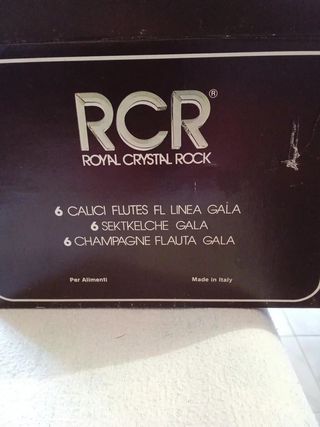 RCR®
ROYAL CRYSTAL ROCK
6 CALICI FLUTES FL LINEA GALA
6 SEKTKELCHE GALA
6 CHAMPAGNE FLAUTA GALA
Per Alimenti Made in Italy